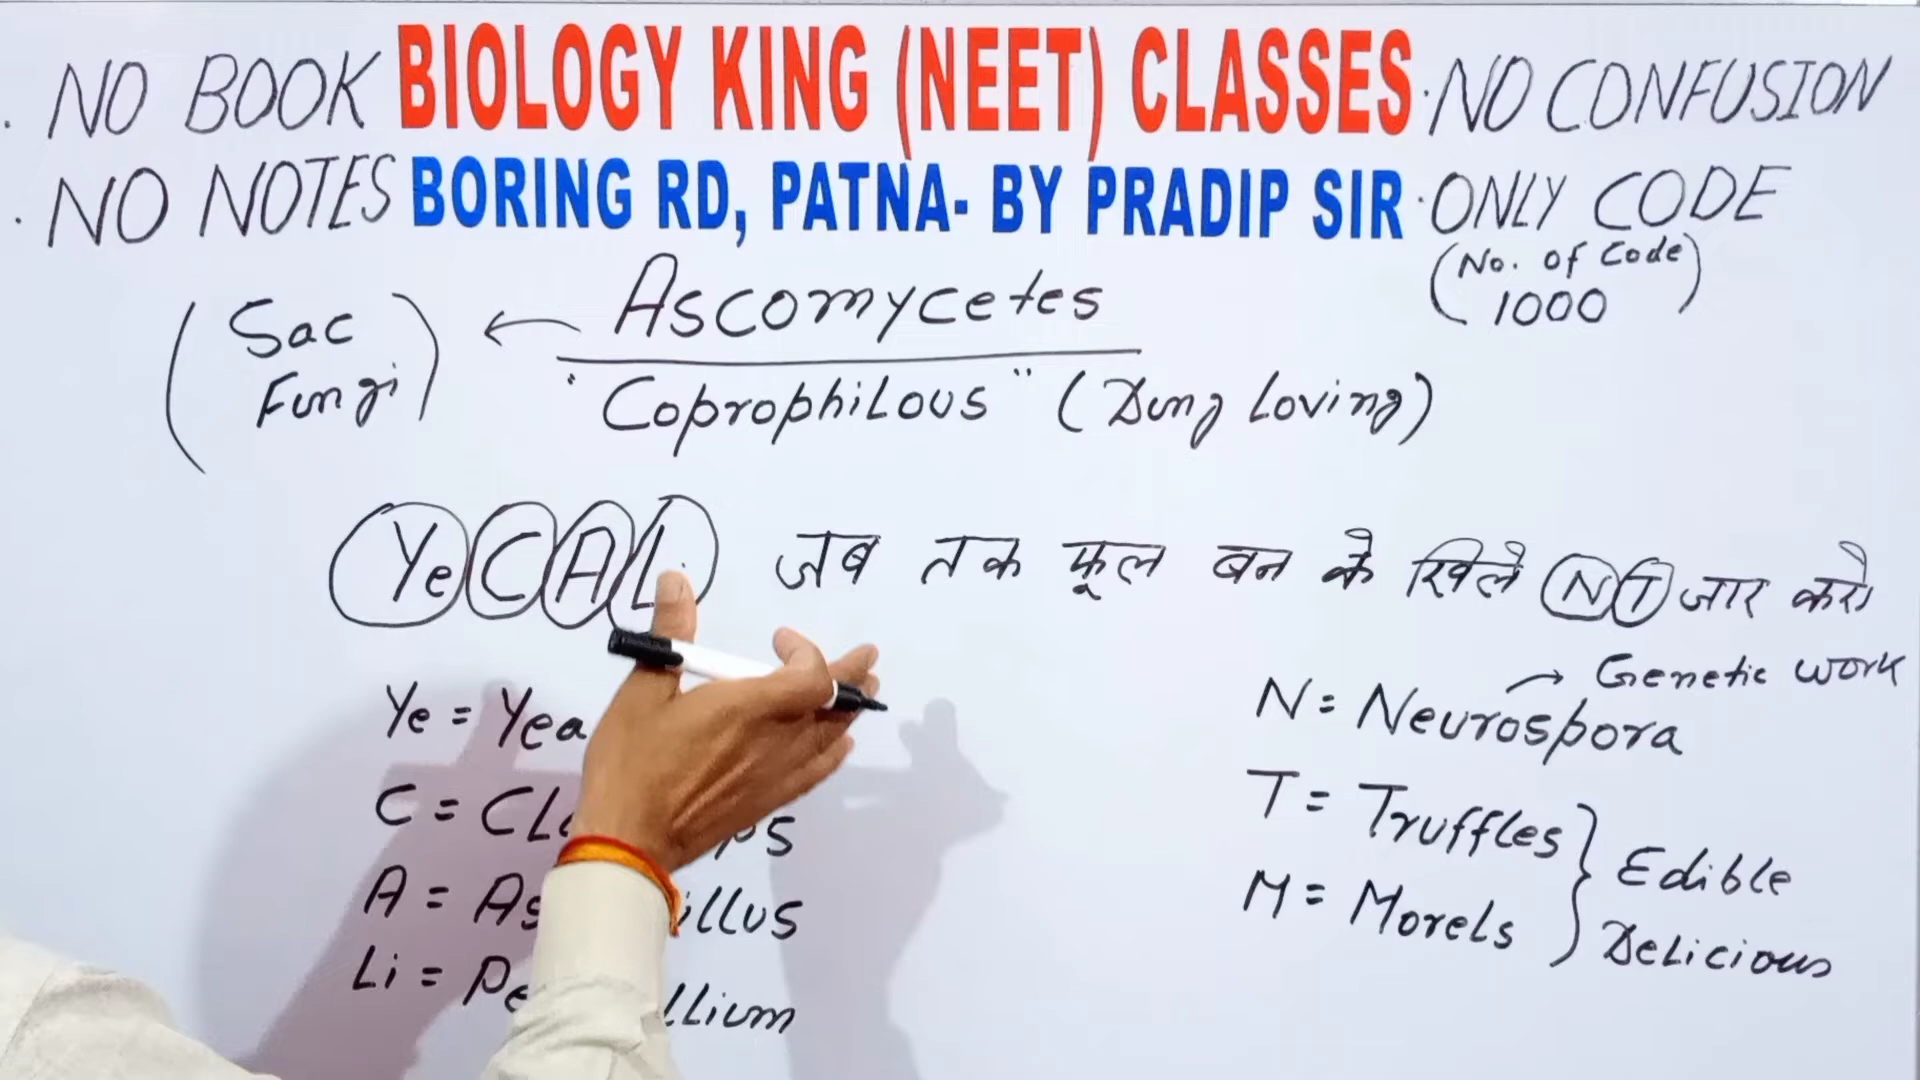 NO BOOK BIOLOGY KING (NEET) CLASSES NO CONFUSION
NO NOTES BORING RD, PATNA- BY PRADIP SIR ONLY CODE
(No. of Code)
1000
Ascomycetes
(Sac
Fungi)
"Coprophilous" (Dung Loving)
Ye C A L जब तक फूल बन के खिले N T जार करो
Ye = Yea
C = CL ps
A = As illus
Li = Pe llium
N = Neurospora → Genetic work
T = Truffles
M = Morels
Edible
Delicious